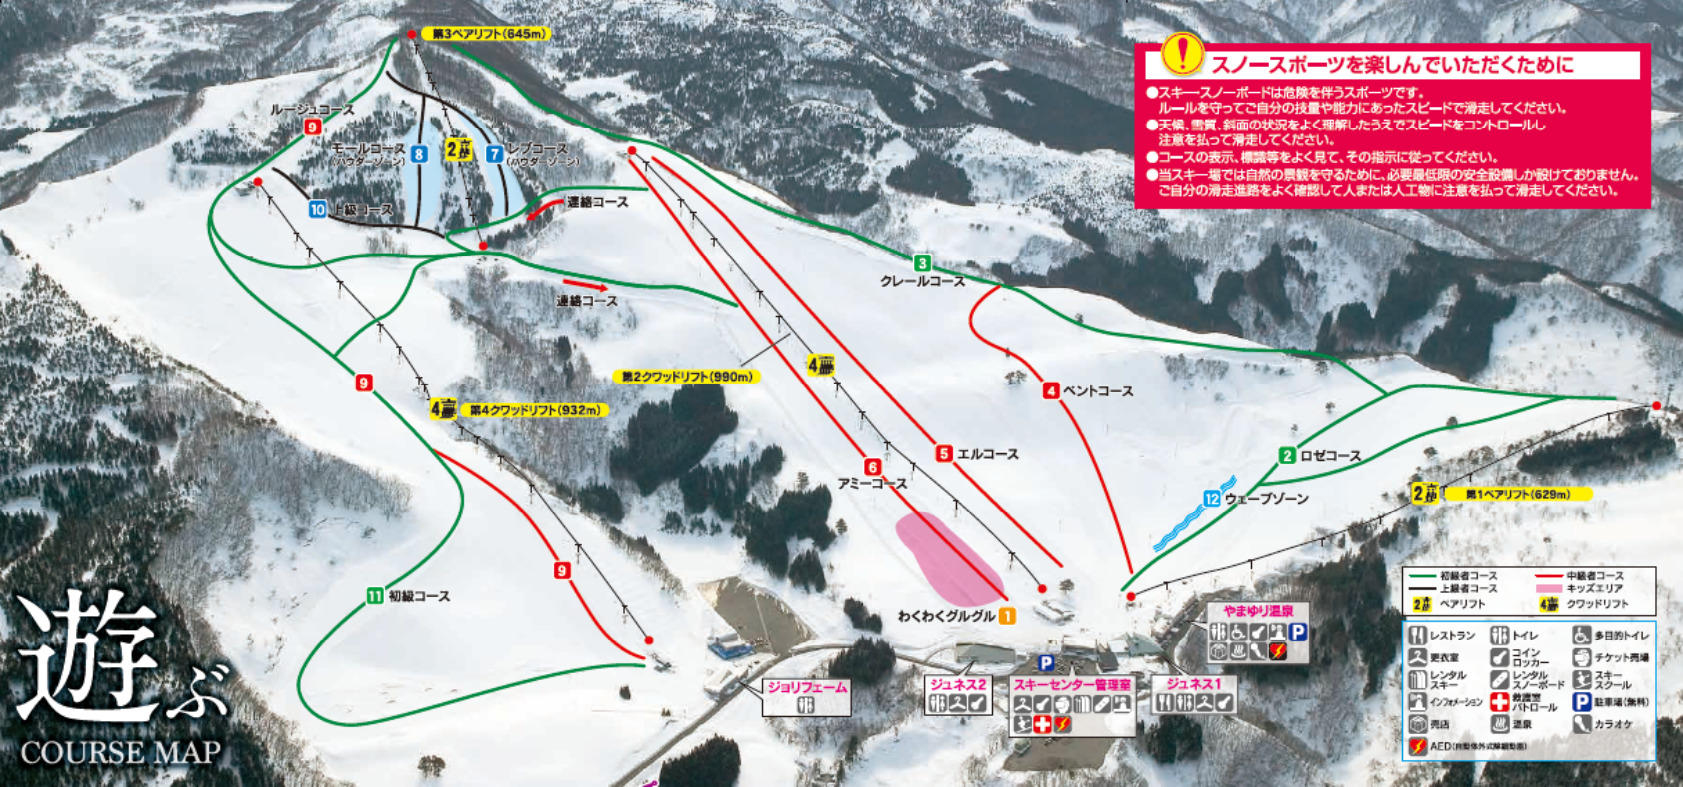 第3ペアリフト(645m)
スノースポーツを楽しんでいただくために
●スキースノーボードは危険を伴うスポーツです。
ルールを守ってご自分の技量や能力にあったスピードで滑走してください。
●天候、雪質、斜面の状況をよく理解したうえでスピードをコントロールし
注意を払って滑走してください。
●コースの表示、標識等をよく見て、その指示に従ってください。
●当スキー場では自然の景観を守るために、必要最低限の安全設備しか設けておりません。
ご自分の滑走進路をよく確認して人または人工物に注意を払って滑走してください。
ルージュコース
9
モールコース
(パウダーゾーン)
8
2
7
レブコース
(パウダーゾーン)
10 上級コース
連絡コース
連絡コース
3
クレールコース
第2クワッドリフト(990m)
4
9
4 第4クワッドリフト(932m)
4 ベントコース
5 エルコース
6
アミーコース
2 ロゼコース
12 ウェーブゾーン
2 第1ペアリフト(629m)
9
11 初級コース
わくわくグルグル 1
やまゆり温泉
P
ジョリフェーム
ジュネス2
P
スキーセンター管理室
ジュネス1
初級者コース
中級者コース
上級者コース
キッズエリア
2 ペアリフト
4 クワッドリフト
レストラン
トイレ
多目的トイレ
更衣室
コイン
ロッカー
チケット売場
レンタル
スキー
レンタル
スノーボード
スキー
スクール
インフォメーション
救護室
パトロール
P 駐車場(無料)
売店
温泉
カラオケ
AED(自動体外式除細動器)
遊ぶ
COURSE MAP